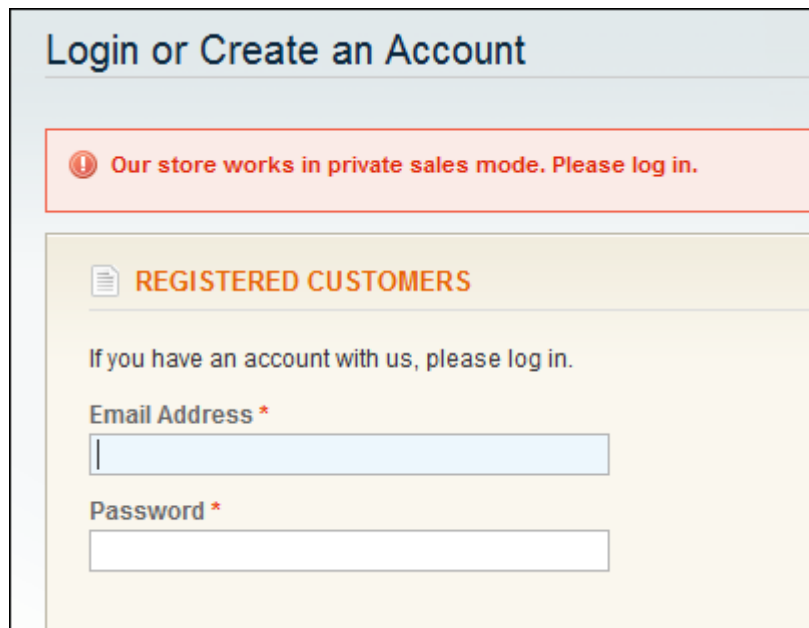 Login or Create an Account
Our store works in private sales mode. Please log in.
REGISTERED CUSTOMERS
If you have an account with us, please log in.
Email Address *
Password *